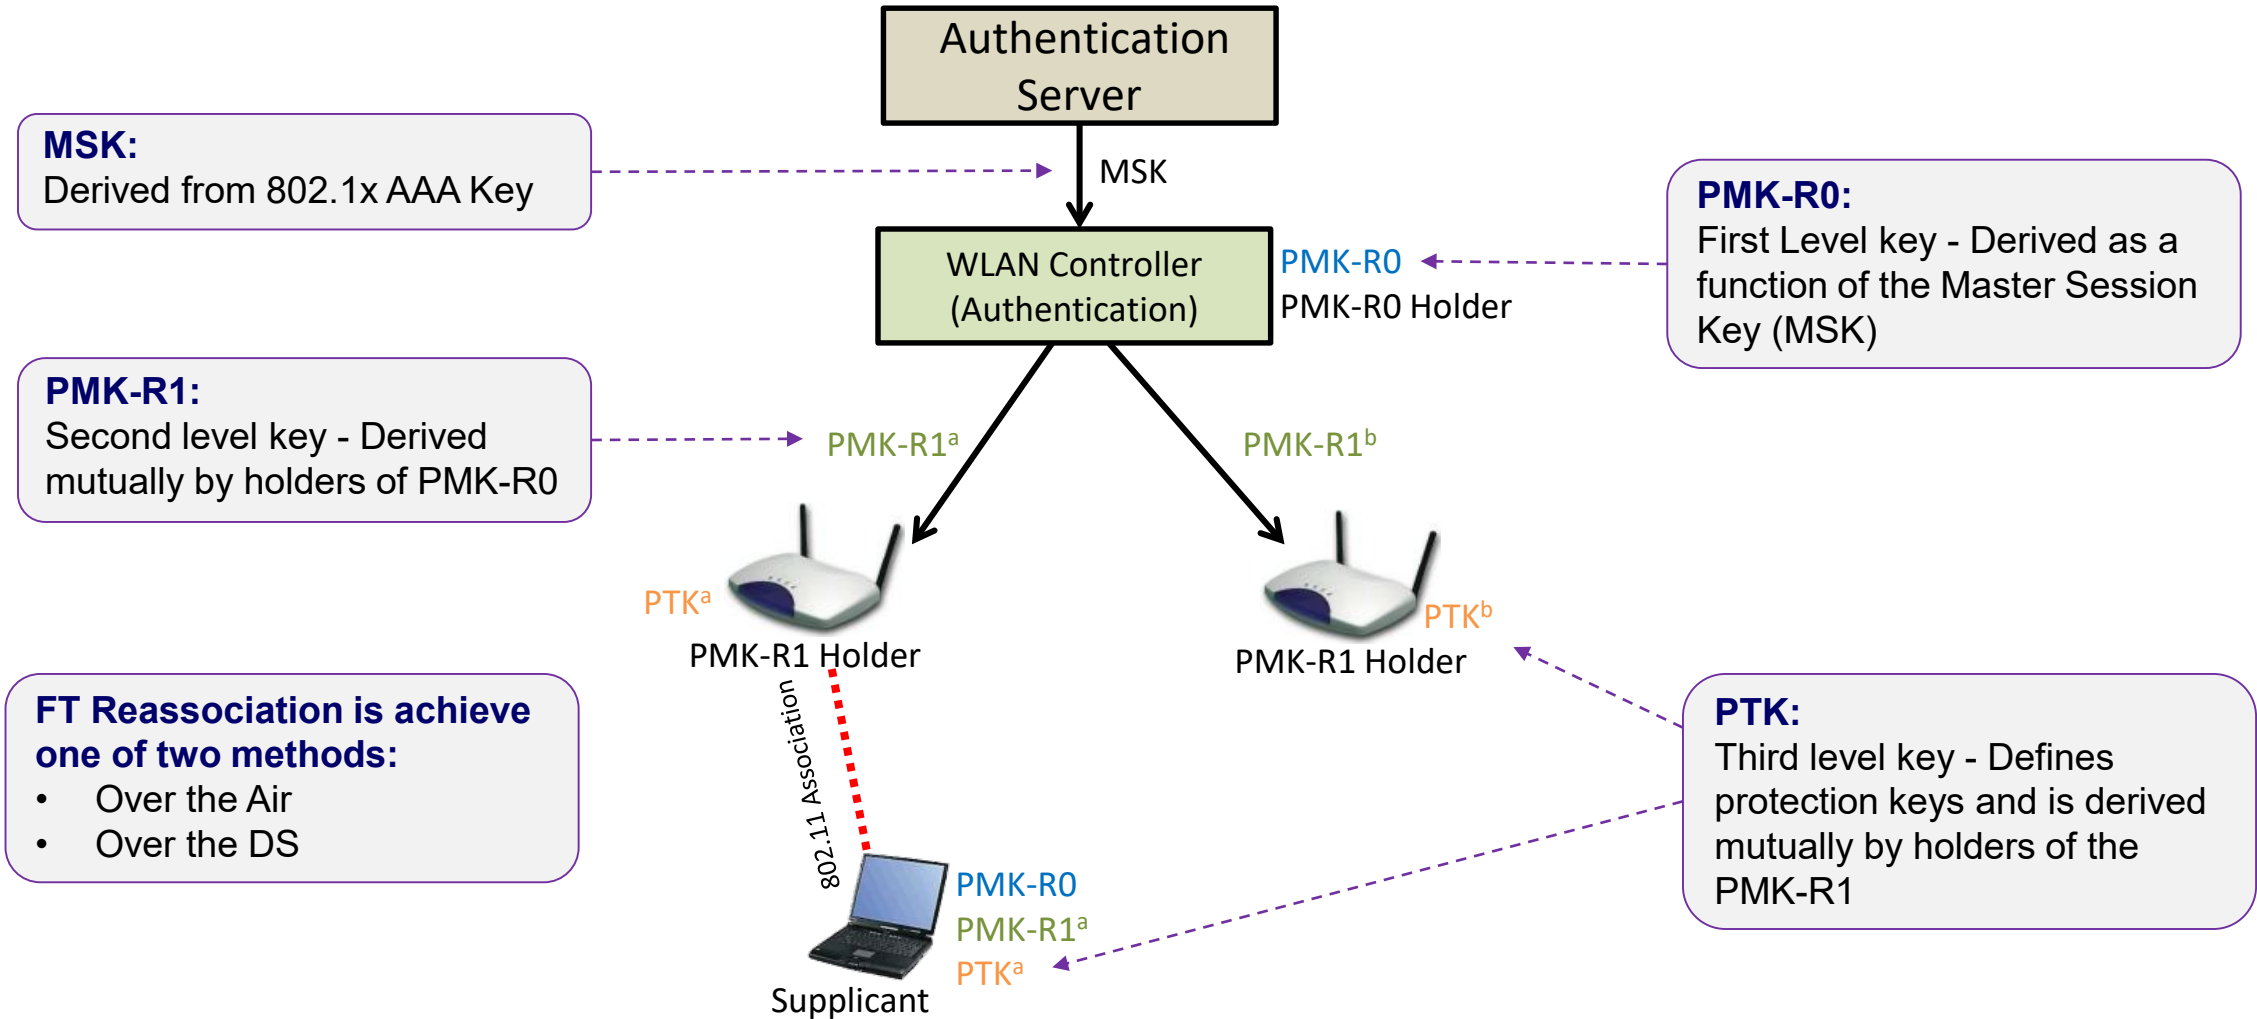 Authentication
Server
MSK:
Derived from 802.1x AAA Key
MSK
PMK-R0:
First Level key - Derived as a
function of the Master Session
Key (MSK)
WLAN Controller
(Authentication)
PMK-R0
PMK-R0 Holder
PMK-R1:
Second level key - Derived
mutually by holders of PMK-R0
PMK-R1ᵃ
PMK-R1ᵇ
PTKᵃ
PMK-R1 Holder
PTKᵇ
PMK-R1 Holder
FT Reassociation is achieve
one of two methods:
• Over the Air
• Over the DS
802.11 Association
PTK:
Third level key - Defines
protection keys and is derived
mutually by holders of the
PMK-R1
PMK-R0
PMK-R1ᵃ
PTKᵃ
Supplicant